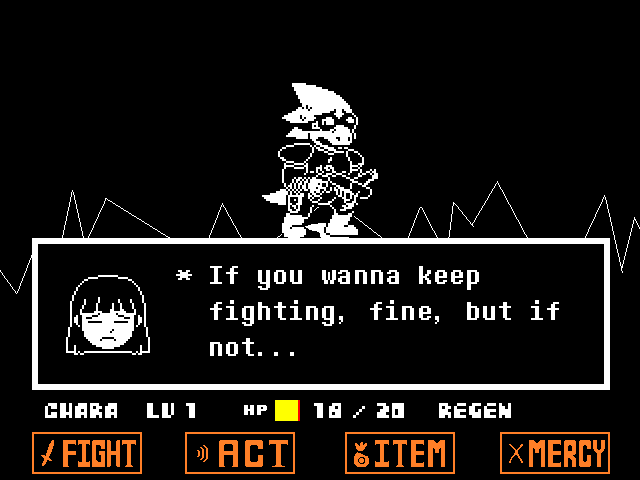 * If you wanna keep
fighting, fine, but if
not...
CHARA LV 1 HP 18 / 20 REGEN
FIGHT ACT ITEM MERCY